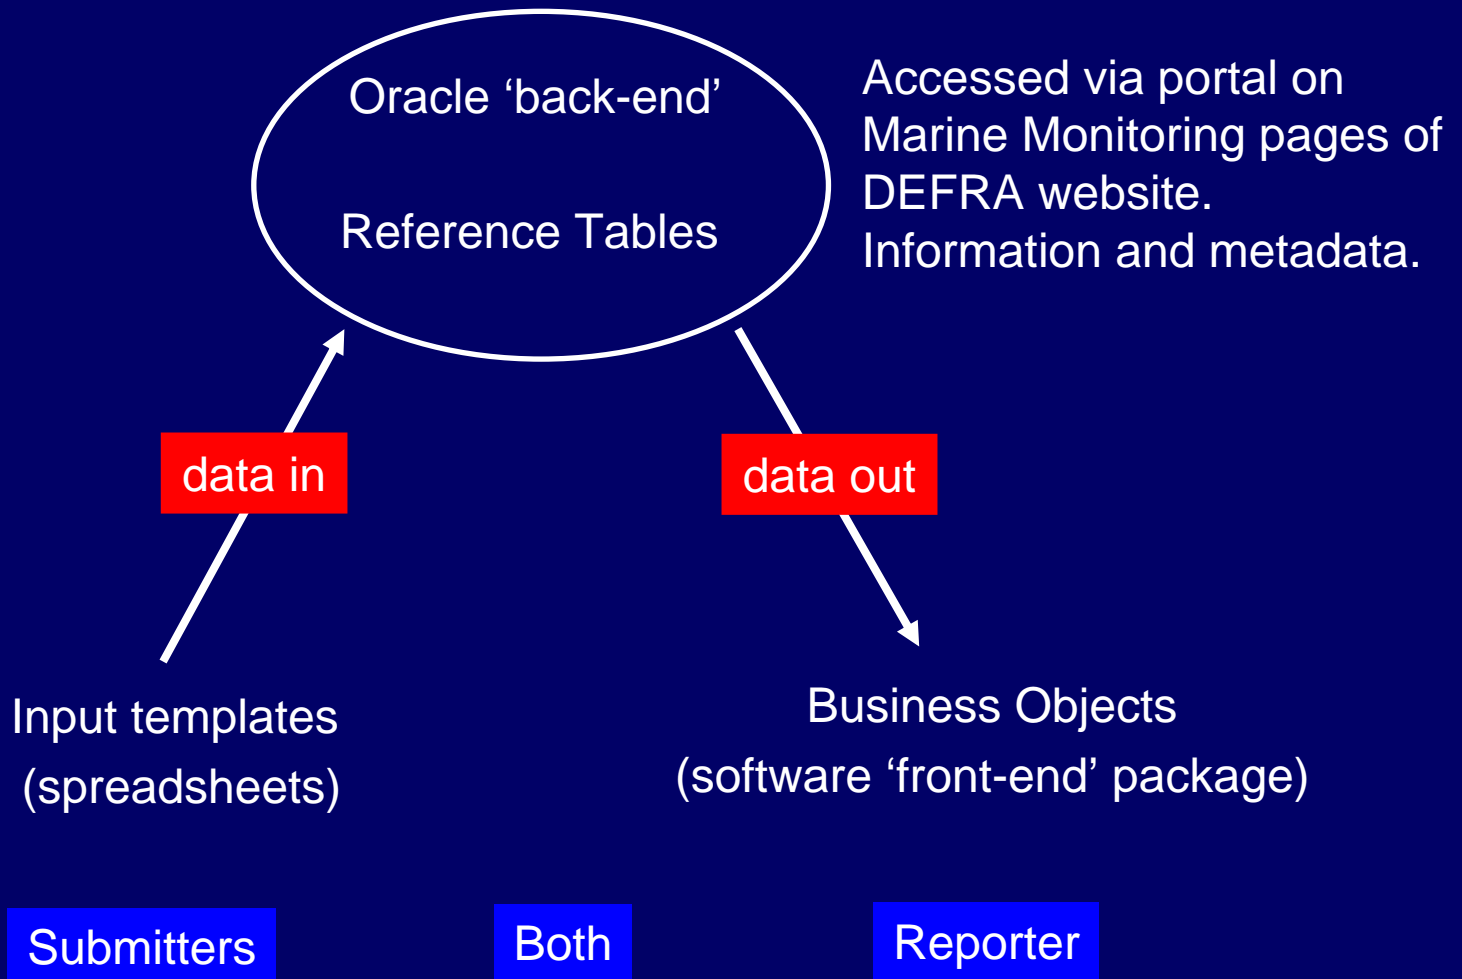 Oracle ‘back-end’
Reference Tables
Accessed via portal on
Marine Monitoring pages of
DEFRA website.
Information and metadata.
data in
data out
Input templates
(spreadsheets)
Business Objects
(software ‘front-end’ package)
Submitters
Both
Reporter